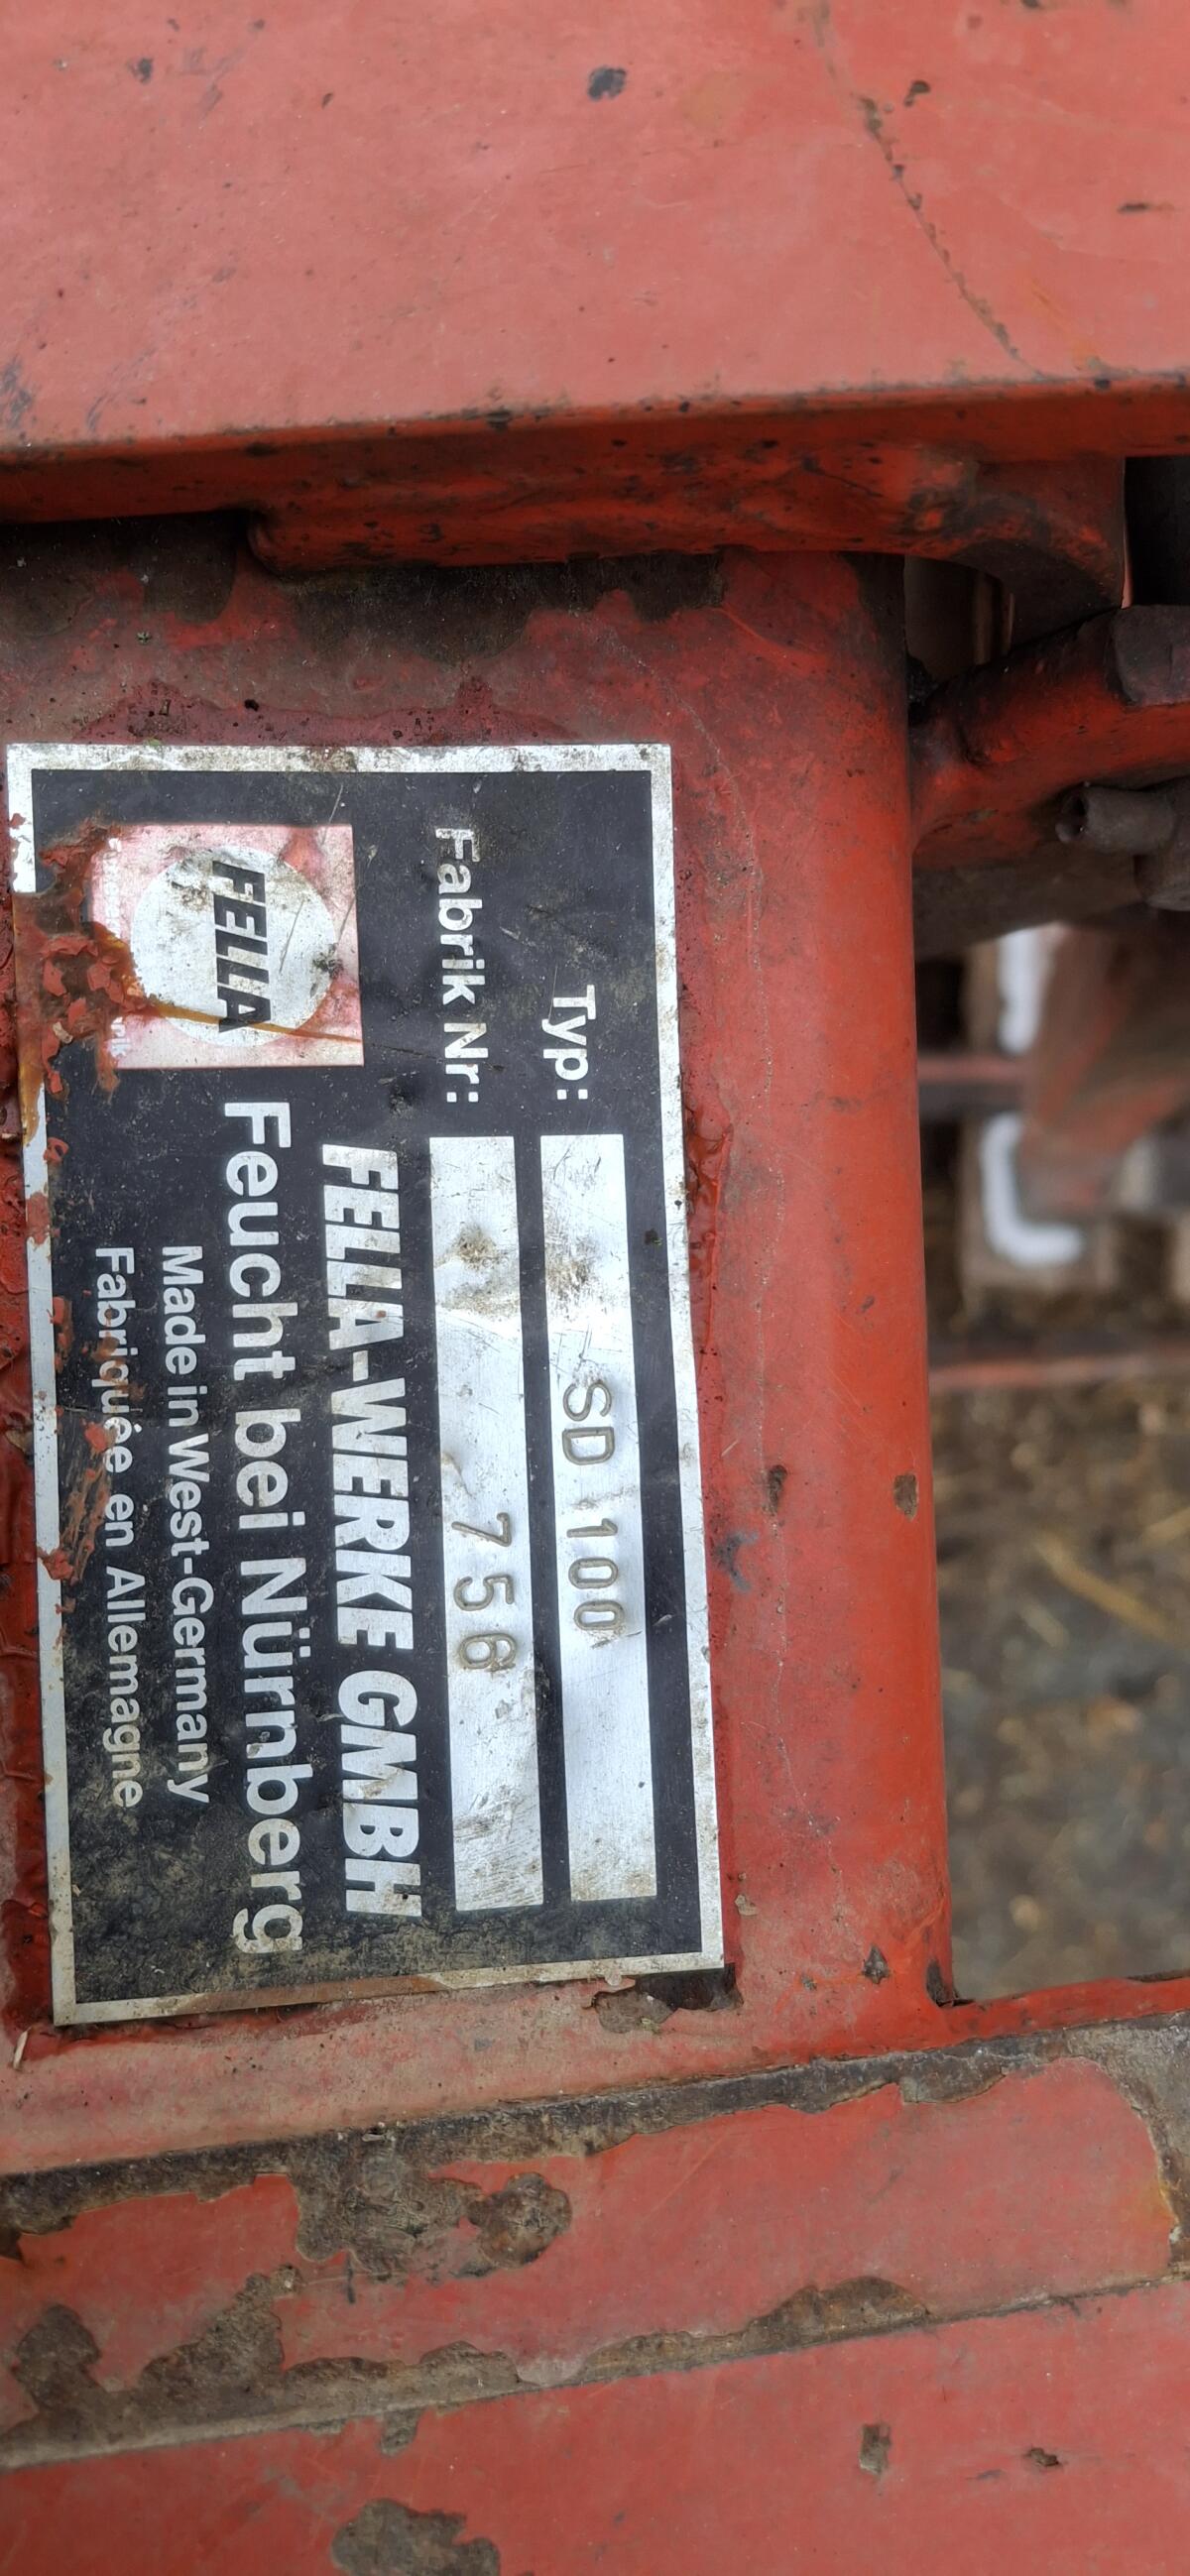 Typ: SD 100
Fabrik Nr: 756
FELLA
FELLA-WERKE GMBH
Feucht bei Nürnberg
Made in West-Germany
Fabriquée en Allemagne